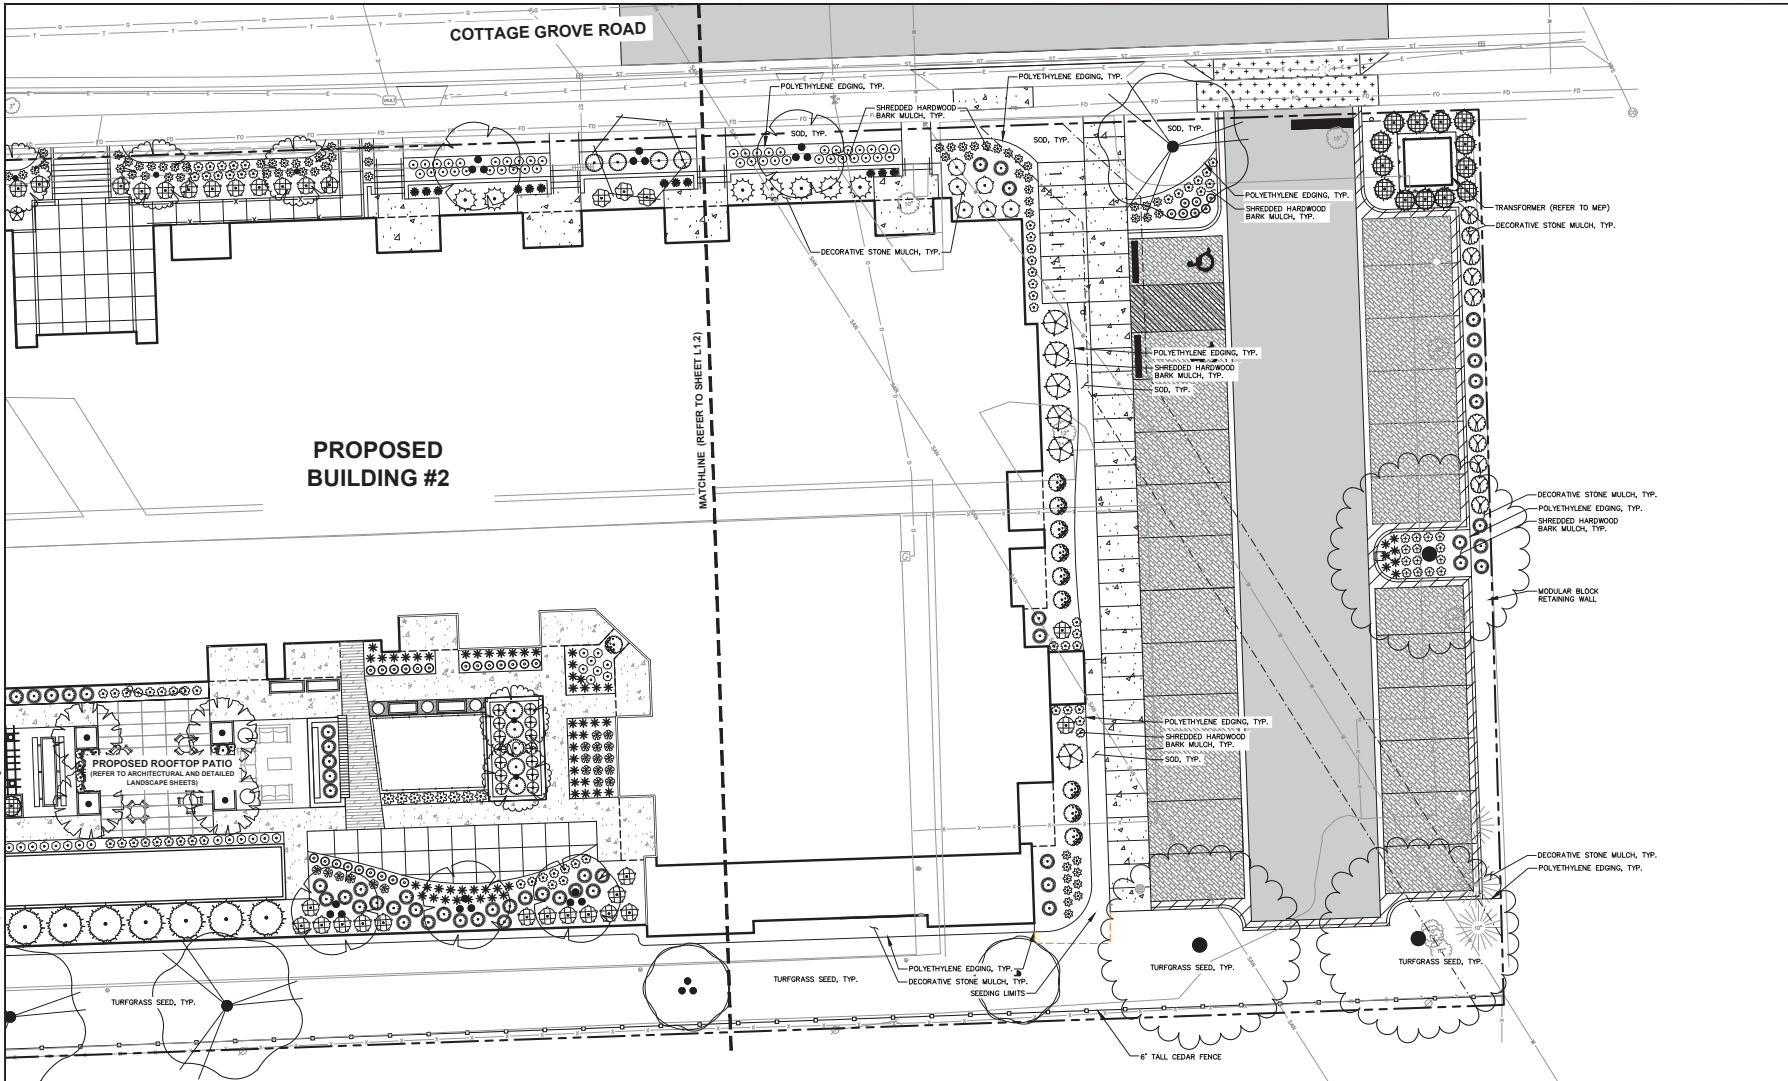 COTTAGE GROVE ROAD
POLYETHYLENE EDGING, TYP.
POLYETHYLENE EDGING, TYP.
SHREDDED HARDWOOD
BARK MULCH, TYP.
SOD, TYP.
SOD, TYP.
SOD, TYP.
POLYETHYLENE EDGING, TYP.
SHREDDED HARDWOOD
BARK MULCH, TYP.
TRANSFORMER (REFER TO MEP)
DECORATIVE STONE MULCH, TYP.
DECORATIVE STONE MULCH, TYP.
MATCHLINE (REFER TO SHEET L1.2)
POLYETHYLENE EDGING, TYP.
SHREDDED HARDWOOD
BARK MULCH, TYP.
SOD, TYP.
PROPOSED
BUILDING #2
DECORATIVE STONE MULCH, TYP.
POLYETHYLENE EDGING, TYP.
SHREDDED HARDWOOD
BARK MULCH, TYP.
MODULAR BLOCK
RETAINING WALL
POLYETHYLENE EDGING, TYP.
SHREDDED HARDWOOD
BARK MULCH, TYP.
SOD, TYP.
PROPOSED ROOFTOP PATIO
(REFER TO ARCHITECTURAL AND DETAILED
LANDSCAPE SHEETS)
DECORATIVE STONE MULCH, TYP.
POLYETHYLENE EDGING, TYP.
TURFGRASS SEED, TYP.
TURFGRASS SEED, TYP.
POLYETHYLENE EDGING, TYP.
DECORATIVE STONE MULCH, TYP.
SEEDING LIMITS
TURFGRASS SEED, TYP.
TURFGRASS SEED, TYP.
6' TALL CEDAR FENCE